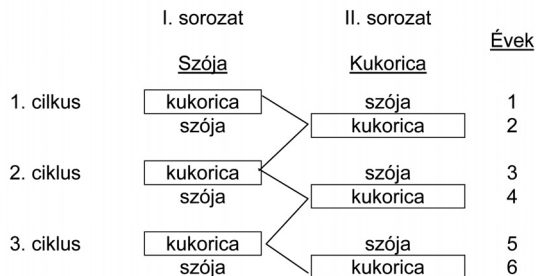 I. sorozat II. sorozat
Évek
Szója Kukorica
1. cilkus kukorica szója 1
szója kukorica 2
2. ciklus kukorica szója 3
szója kukorica 4
3. ciklus kukorica szója 5
szója kukorica 6